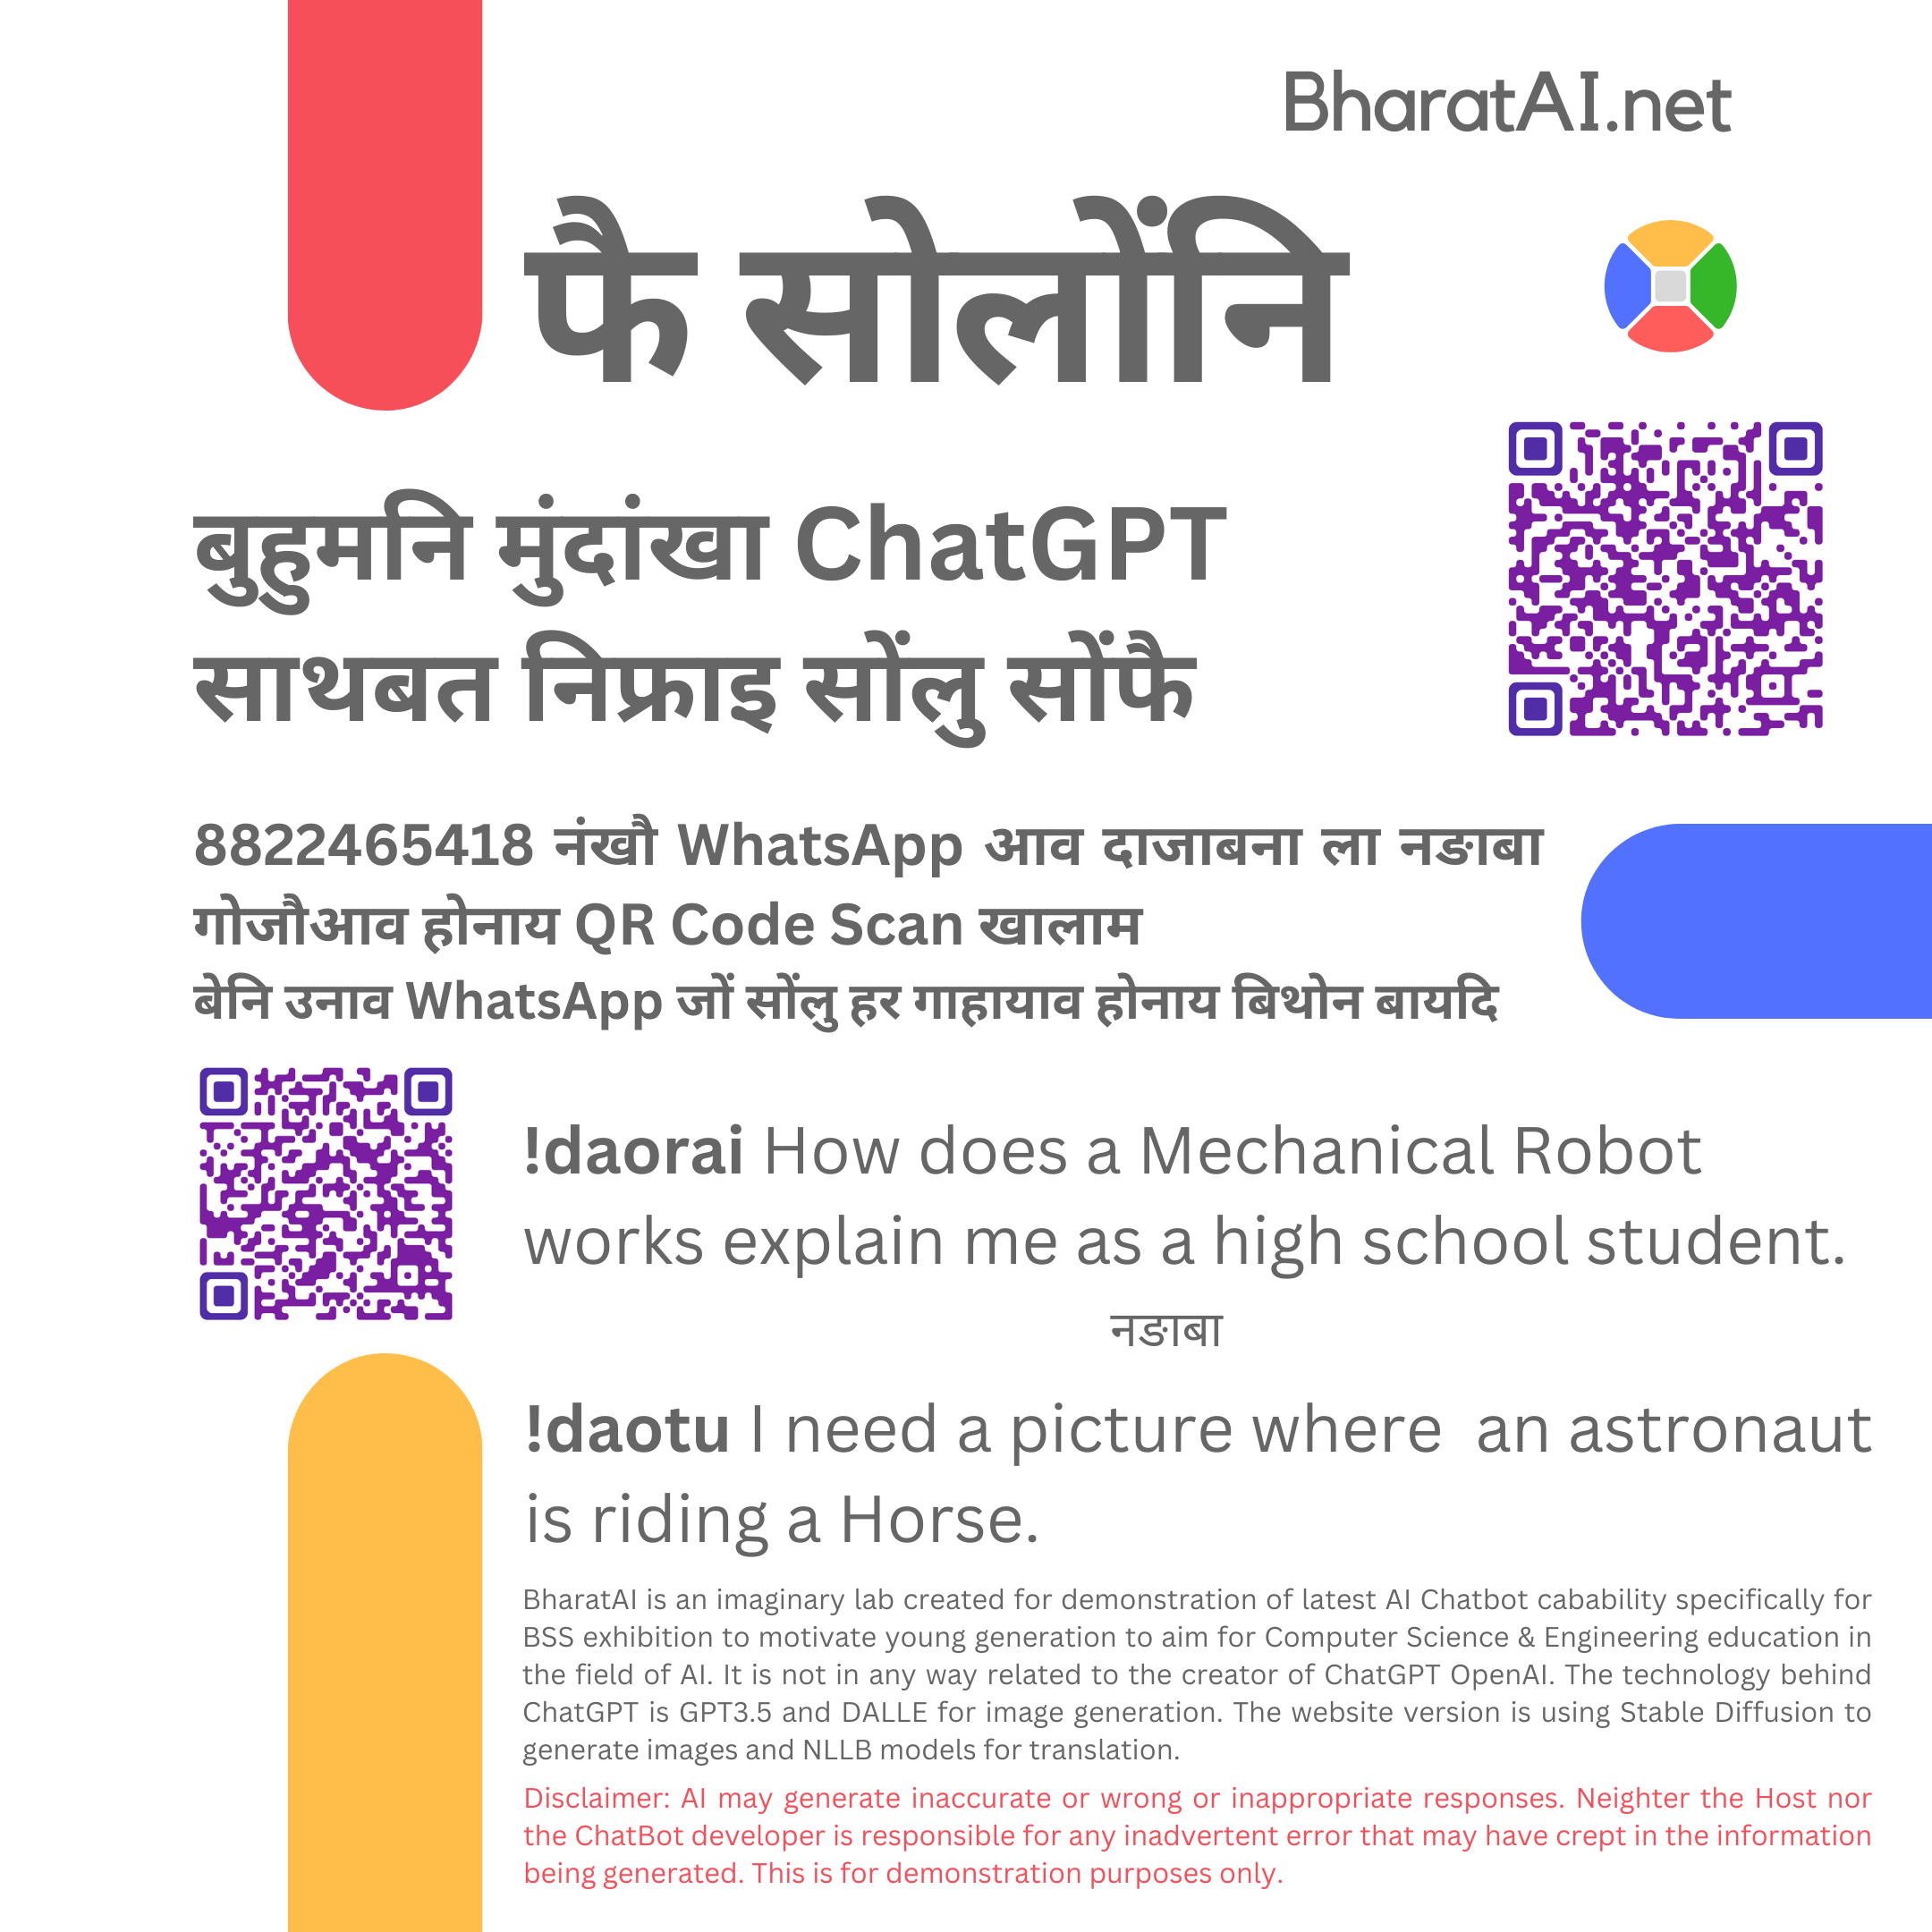 BharatAI.net
फै सोलोंनि
बुहुमनि मुंदांखा ChatGPT
साथबत निफ्राइ सोंलु सोंफै
8822465418 नंखौ WhatsApp आव दाजाबना ला नङाबा
गोजौआव होनाय QR Code Scan खालाम
बेनि उनाव WhatsApp जों सोंलु हर गाहायाव होनाय बिथोन बायदि
!daorai How does a Mechanical Robot
works explain me as a high school student.
नङाबा
!daotu I need a picture where an astronaut
is riding a Horse.
BharatAI is an imaginary lab created for demonstration of latest AI Chatbot cabability specifically for
BSS exhibition to motivate young generation to aim for Computer Science & Engineering education in
the field of AI. It is not in any way related to the creator of ChatGPT OpenAI. The technology behind
ChatGPT is GPT3.5 and DALLE for image generation. The website version is using Stable Diffusion to
generate images and NLLB models for translation.
Disclaimer: AI may generate inaccurate or wrong or inappropriate responses. Neighter the Host nor
the ChatBot developer is responsible for any inadvertent error that may have crept in the information
being generated. This is for demonstration purposes only.